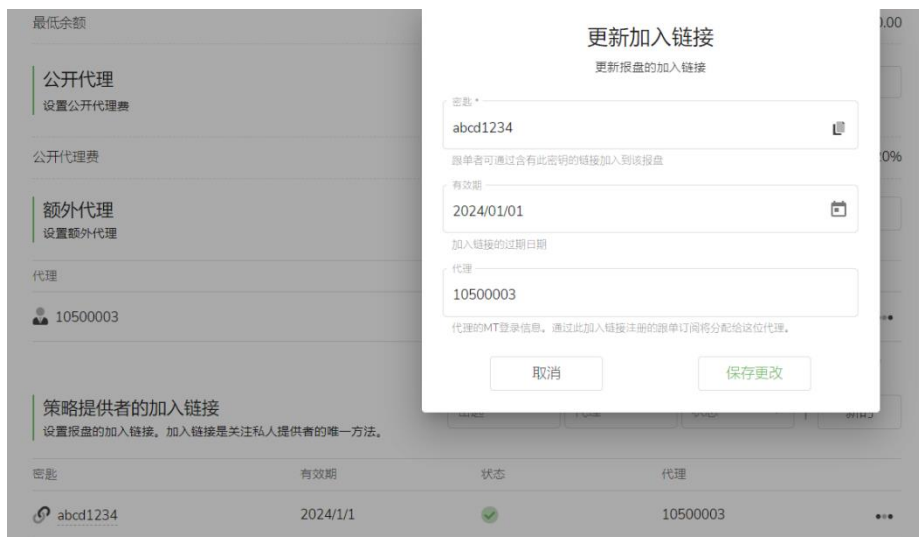 最低余额
公开代理
设置公开代理费
公开代理费
额外代理
设置额外代理
代理
10500003
策略提供者的加入链接
设置报盘的加入链接。加入链接是关注私人提供者的唯一方法。
密匙 有效期 状态 代理
abcd1234 2024/1/1 10500003
更新加入链接
更新报盘的加入链接
密匙 *
abcd1234
跟单者可通过含有此密钥的链接加入到该报盘
有效期
2024/01/01
加入链接的过期日期
代理
10500003
代理的MT登录信息。通过此加入链接注册的跟单订阅将分配给这位代理。
取消 保存更改